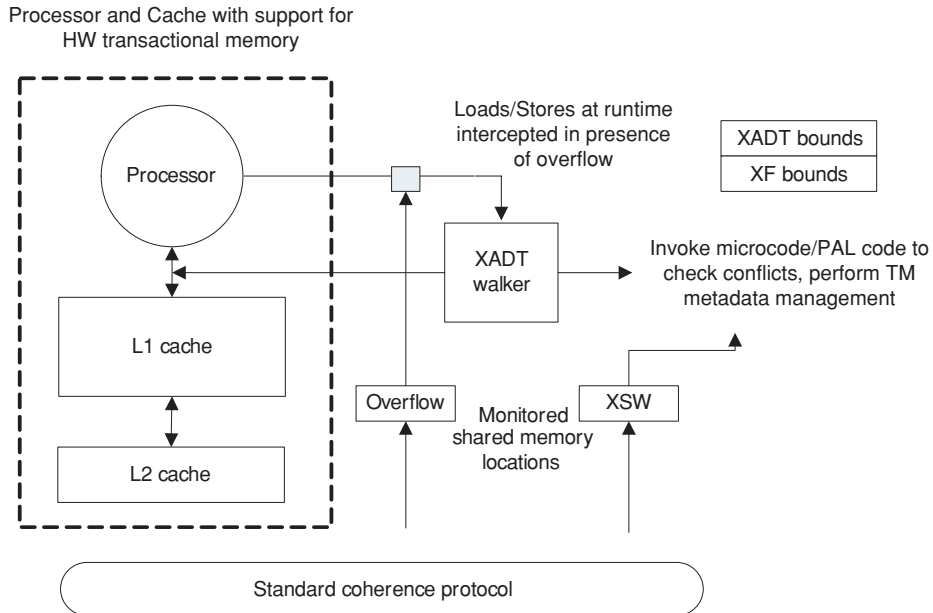 Processor and Cache with support for
HW transactional memory
Processor
L1 cache
L2 cache
Loads/Stores at runtime
intercepted in presence
of overflow
XADT
walker
XADT bounds
XF bounds
Invoke microcode/PAL code to
check conflicts, perform TM
metadata management
Overflow
Monitored
shared memory
locations
XSW
Standard coherence protocol